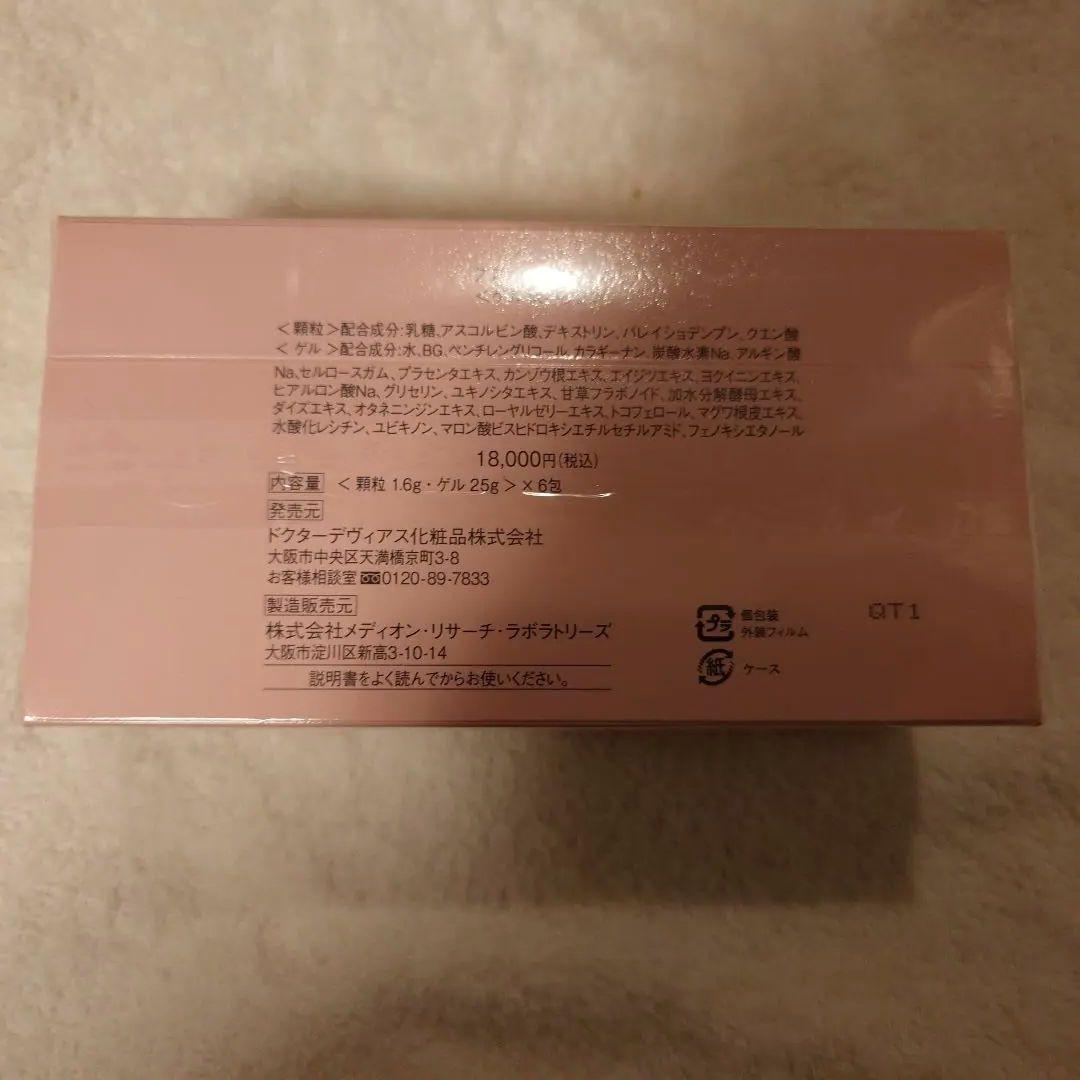 ＜顆粒＞配合成分:乳糖、アスコルビン酸、デキストリン、バレイショデンプン、クエン酸
＜ゲル＞配合成分:水、BG、ペンチレングリコール、カラギーナン、炭酸水素Na、アルギン酸
Na、セルロースガム、プラセンタエキス、カンゾウ根エキス、エイジツエキス、ヨクイニンエキス、
ヒアルロン酸Na、グリセリン、ユキノシタエキス、甘草フラボノイド、加水分解酵母エキス、
ダイズエキス、オタネニンジンエキス、ローヤルゼリーエキス、トコフェロール、マグワ根皮エキス、
水酸化レシチン、ユビキノン、マロン酸ビスヒドロキシエチルセチルアミド、フェノキシエタノール
18,000円(税込)
内容量 ＜顆粒 1.6g・ゲル 25g＞×6包
発売元
ドクターデヴィアス化粧品株式会社
大阪市中央区天満橋京町3-8
お客様相談室 0120-89-7833
製造販売元
株式会社メディオン・リサーチ・ラボラトリーズ
大阪市淀川区新高3-10-14
説明書をよく読んでからお使いください。
プラ 個包装
外装フィルム
紙 ケース
QT1